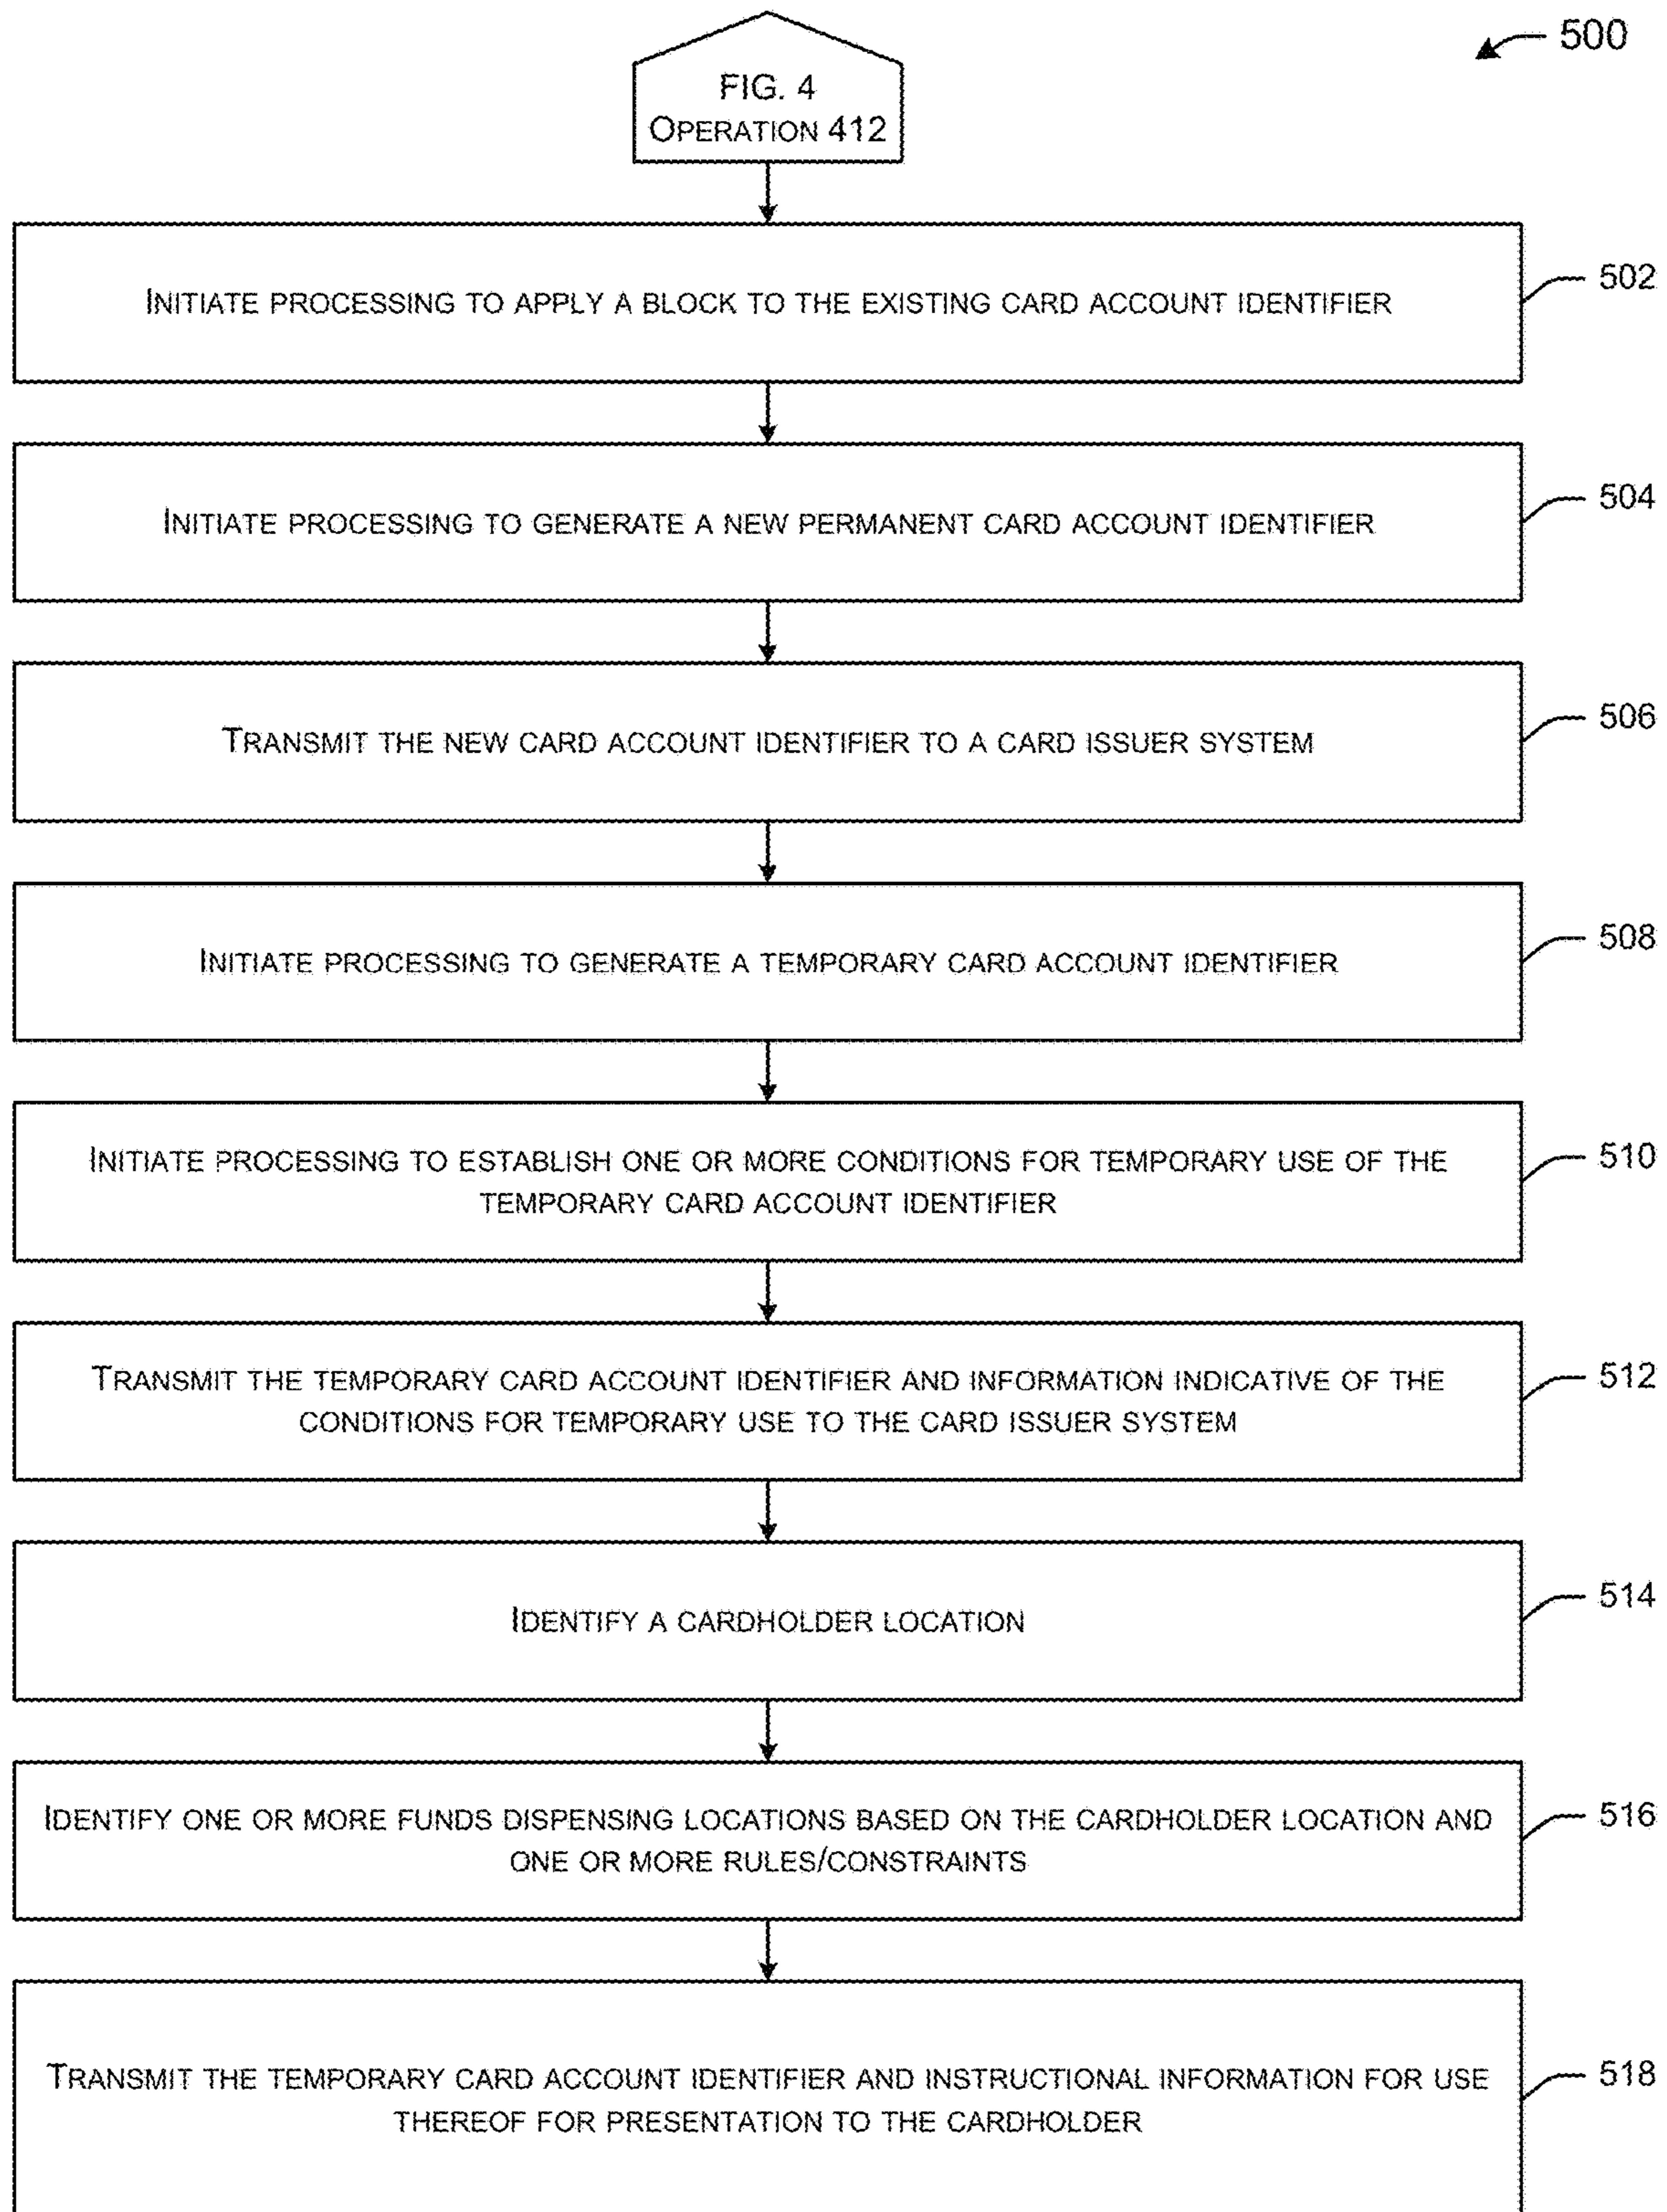 500
FIG. 4
OPERATION 412
INITIATE PROCESSING TO APPLY A BLOCK TO THE EXISTING CARD ACCOUNT IDENTIFIER
502
INITIATE PROCESSING TO GENERATE A NEW PERMANENT CARD ACCOUNT IDENTIFIER
504
TRANSMIT THE NEW CARD ACCOUNT IDENTIFIER TO A CARD ISSUER SYSTEM
506
INITIATE PROCESSING TO GENERATE A TEMPORARY CARD ACCOUNT IDENTIFIER
508
INITIATE PROCESSING TO ESTABLISH ONE OR MORE CONDITIONS FOR TEMPORARY USE OF THE
TEMPORARY CARD ACCOUNT IDENTIFIER
510
TRANSMIT THE TEMPORARY CARD ACCOUNT IDENTIFIER AND INFORMATION INDICATIVE OF THE
CONDITIONS FOR TEMPORARY USE TO THE CARD ISSUER SYSTEM
512
IDENTIFY A CARDHOLDER LOCATION
514
IDENTIFY ONE OR MORE FUNDS DISPENSING LOCATIONS BASED ON THE CARDHOLDER LOCATION AND
ONE OR MORE RULES/CONSTRAINTS
516
TRANSMIT THE TEMPORARY CARD ACCOUNT IDENTIFIER AND INSTRUCTIONAL INFORMATION FOR USE
THEREOF FOR PRESENTATION TO THE CARDHOLDER
518